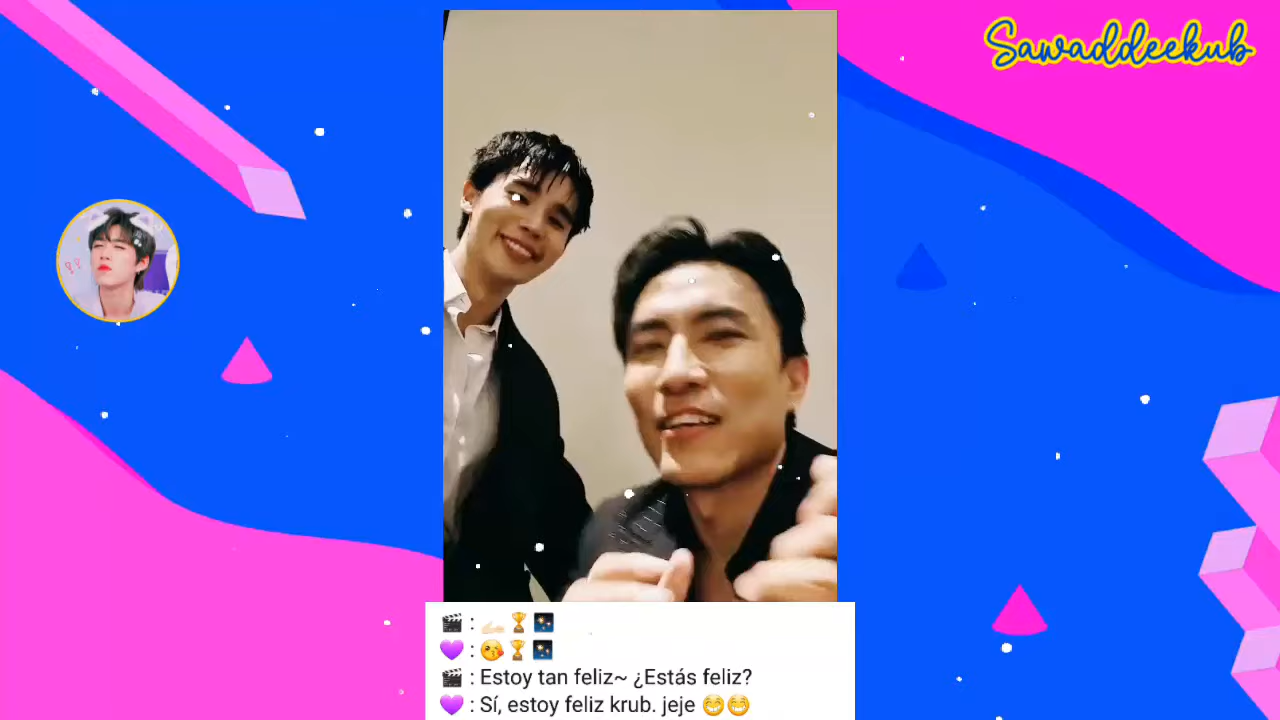 Sawaddeekub
🎬 : 🫴🏻🏆🎇
💜 : 😚🏆🎇
🎬 : Estoy tan feliz~ ¿Estás feliz?
💜 : Sí, estoy feliz krub. jeje 😁😁